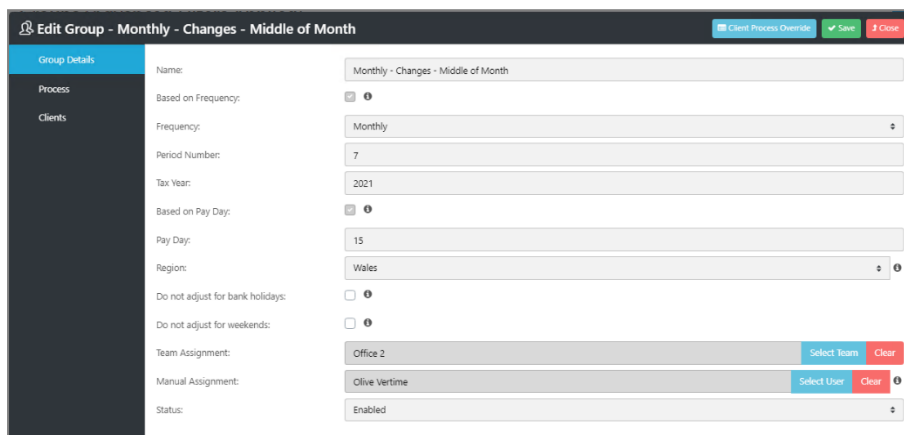 Edit Group - Monthly - Changes - Middle of Month
Client Process Override
Save
Close
Group Details
Process
Clients
Name: Monthly - Changes - Middle of Month
Based on Frequency:
Frequency: Monthly
Period Number: 7
Tax Year: 2021
Based on Pay Day:
Pay Day: 15
Region: Wales
Do not adjust for bank holidays:
Do not adjust for weekends:
Team Assignment: Office 2 Select Team Clear
Manual Assignment: Olive Vertime Select User Clear
Status: Enabled